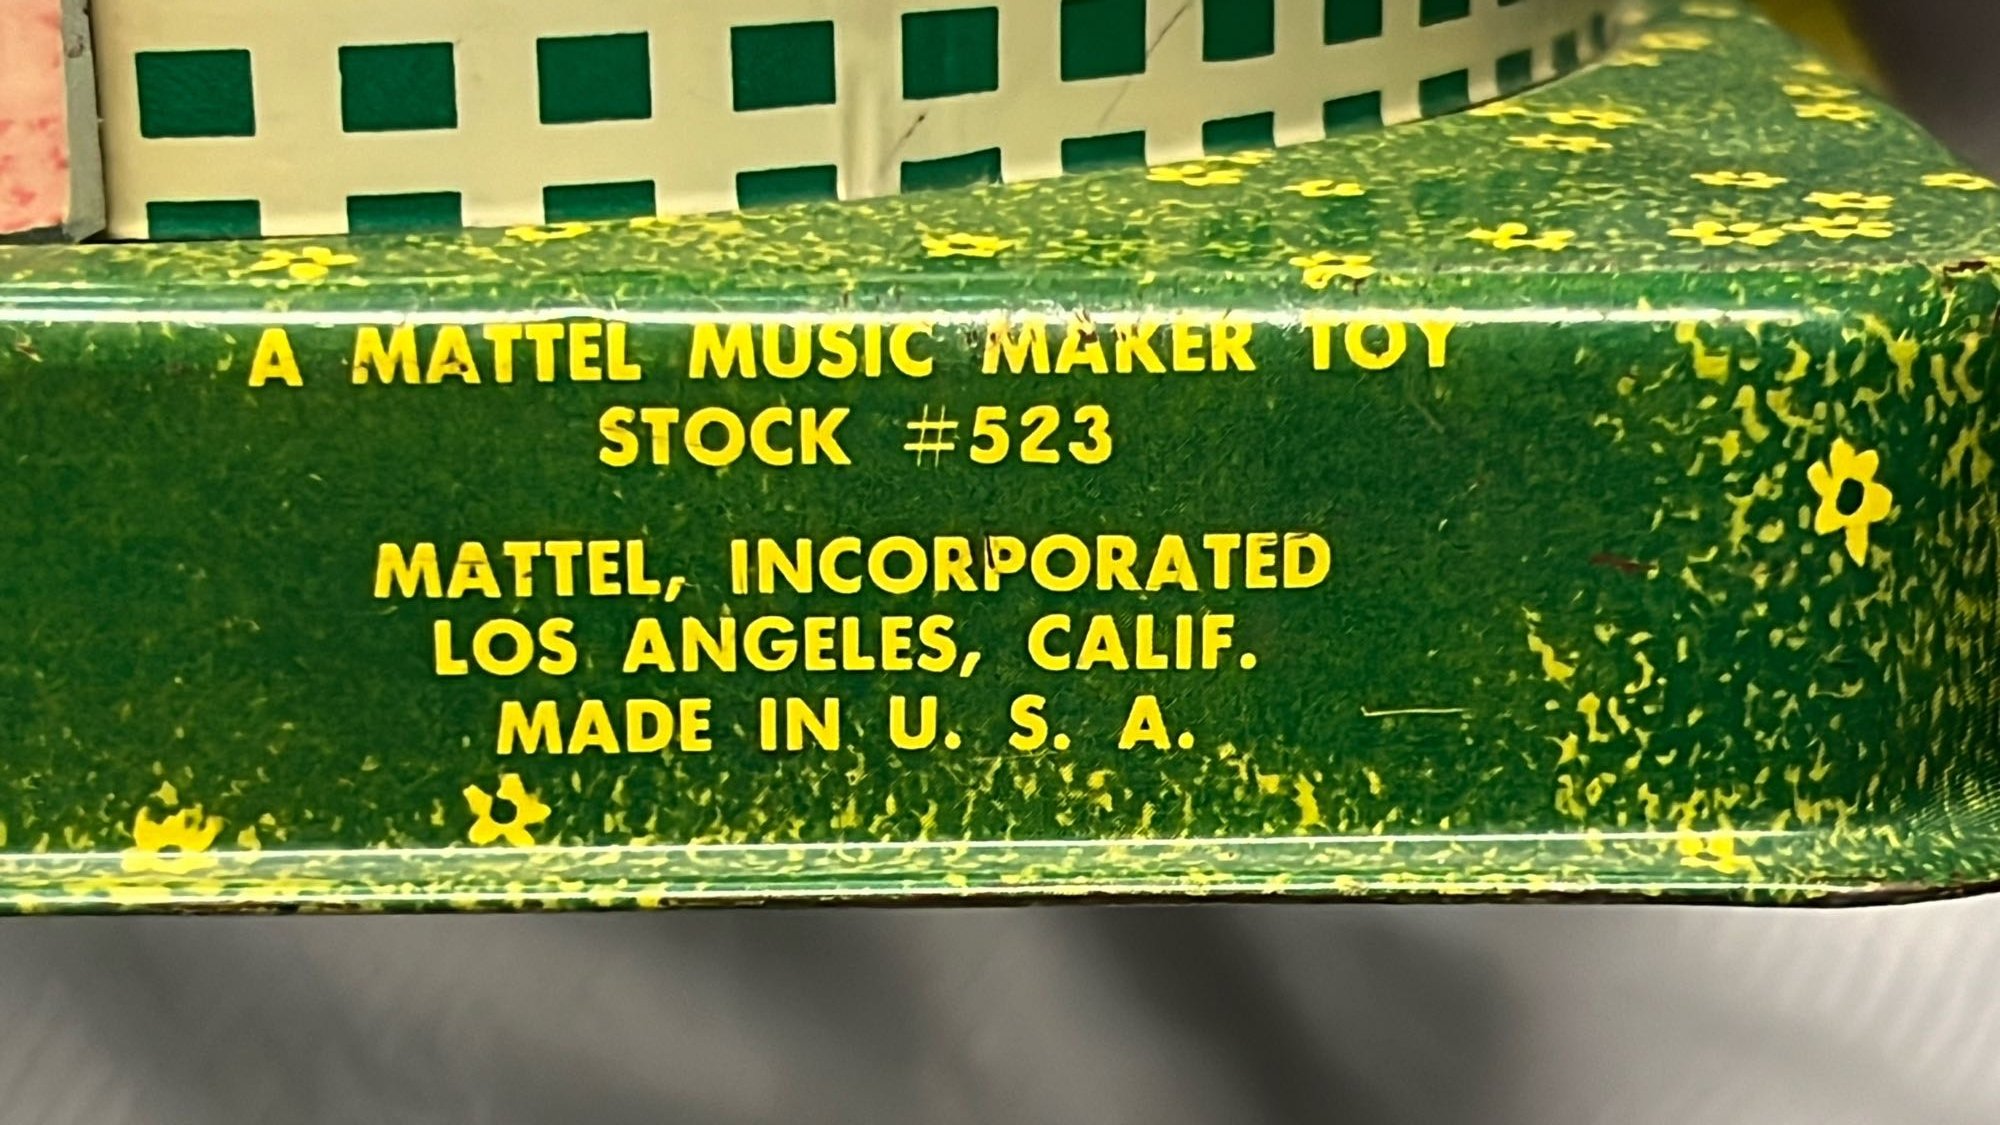 A MATTEL MUSIC MAKER TOY
STOCK #523
MATTEL, INCORPORATED
LOS ANGELES, CALIF.
MADE IN U. S. A.